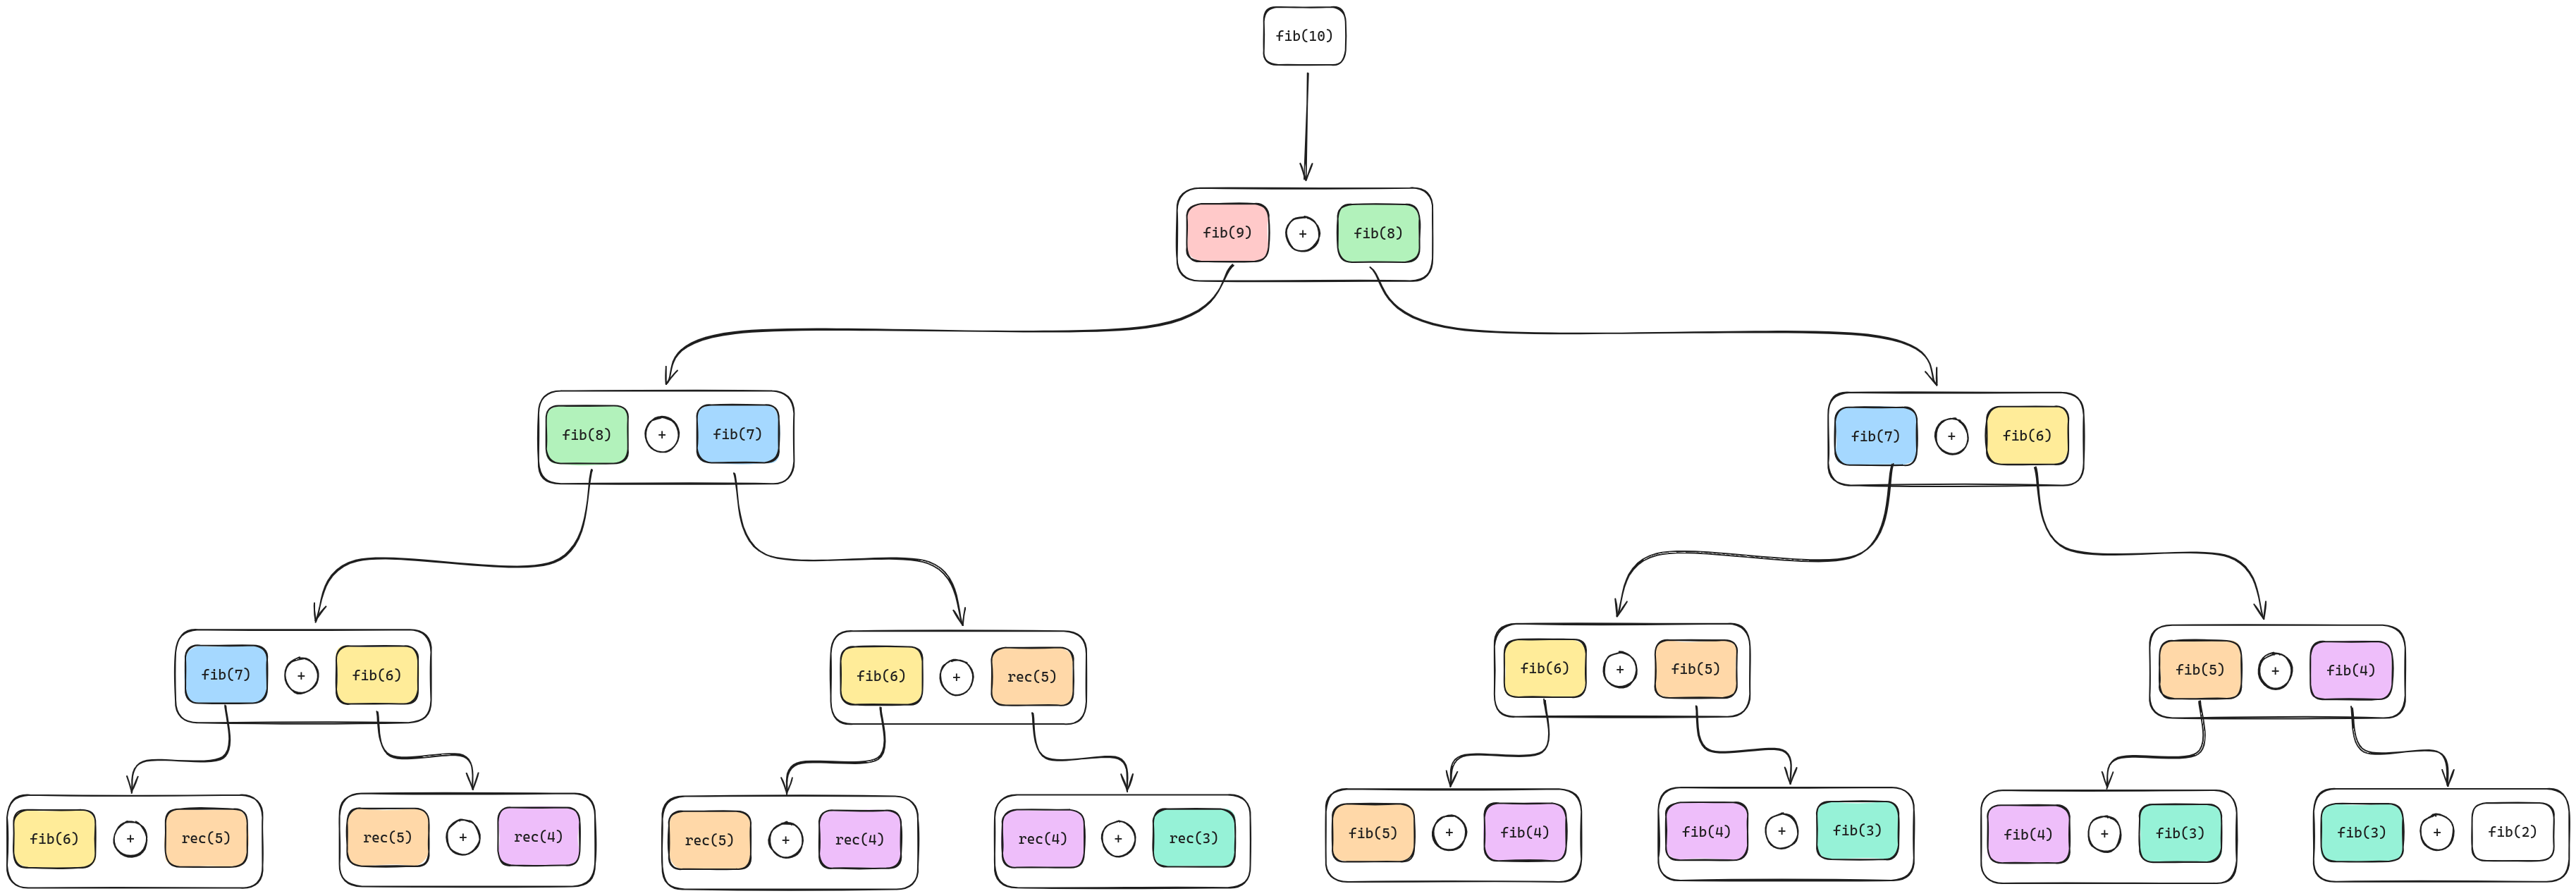 fib(10)
fib(9) + fib(8)
fib(8) + fib(7)
fib(7) + fib(6)
fib(7) + fib(6)
fib(6) + rec(5)
fib(6) + fib(5)
fib(5) + fib(4)
fib(6) + rec(5)
rec(5) + rec(4)
rec(5) + rec(4)
rec(4) + rec(3)
fib(5) + fib(4)
fib(4) + fib(3)
fib(4) + fib(3)
fib(3) + fib(2)